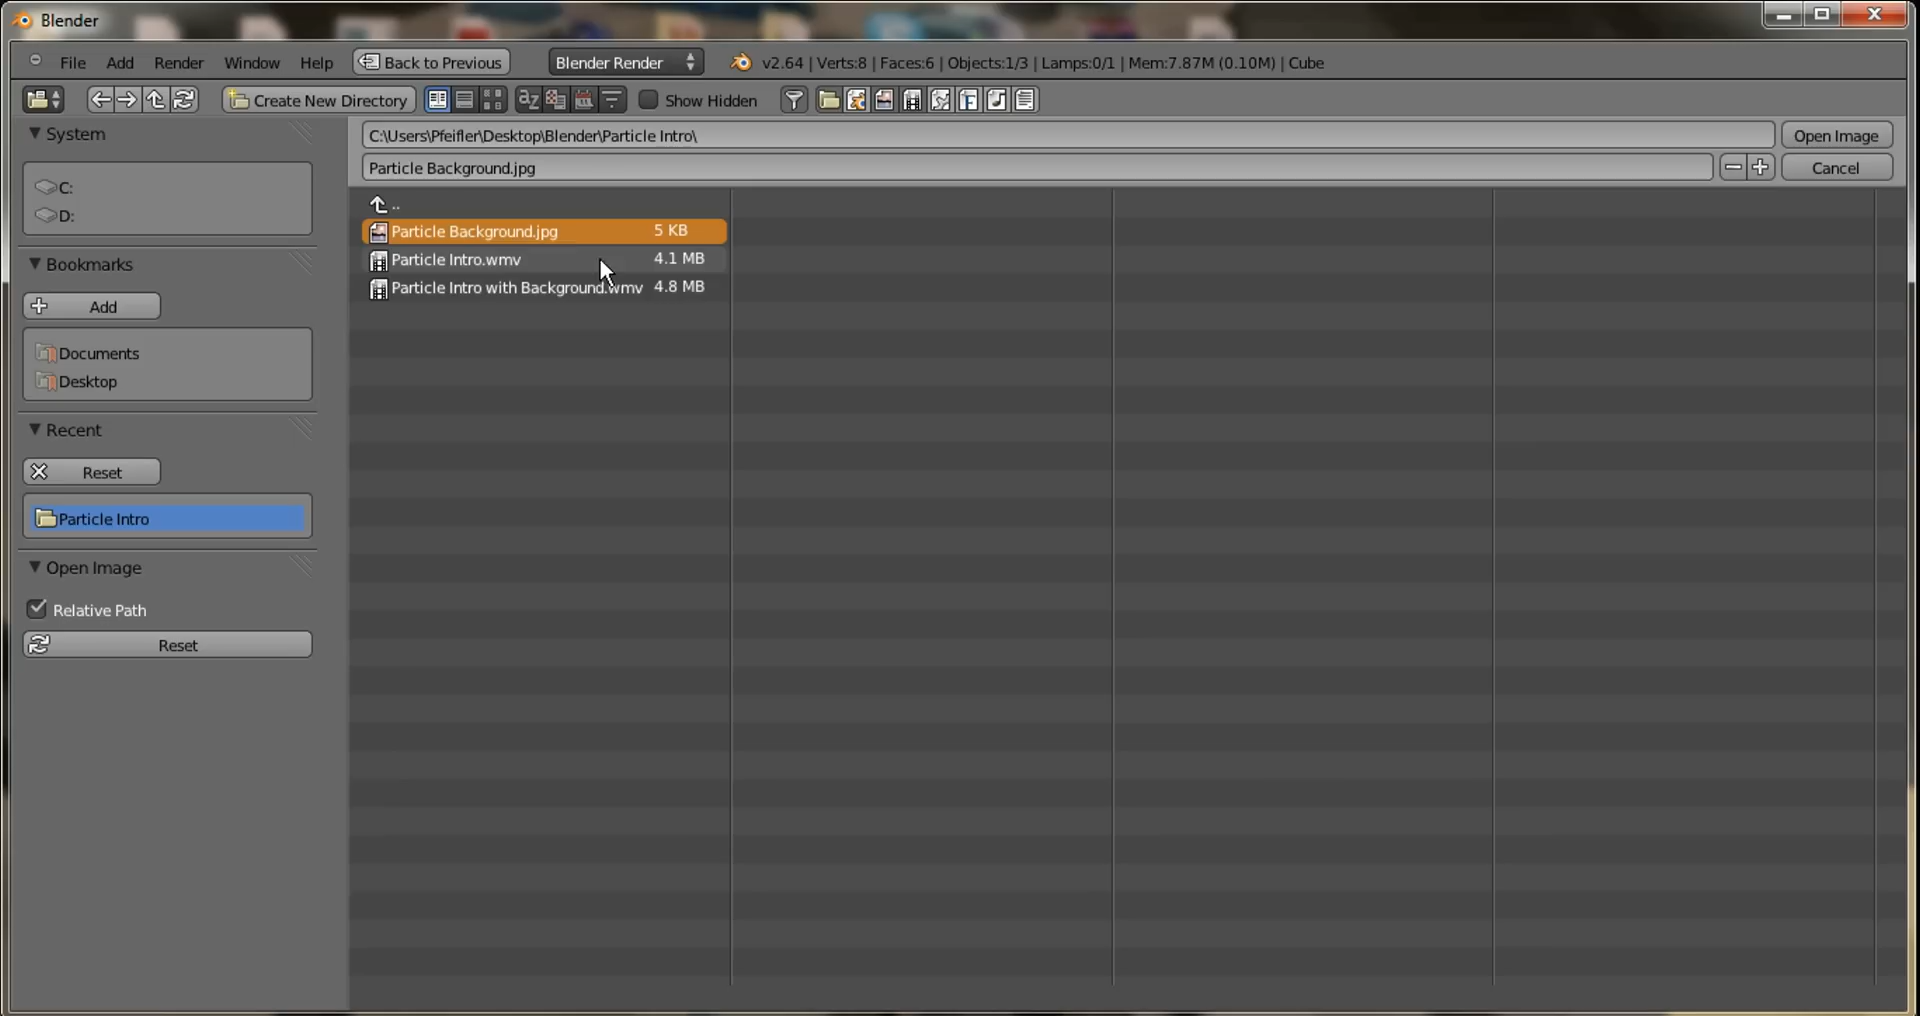 Blender
File Add Render Window Help Back to Previous Blender Render v2.64 | Verts:8 | Faces:6 | Objects:1/3 | Lamps:0/1 | Mem:7.87M (0.10M) | Cube
Create New Directory Show Hidden
System
C:
D:
Bookmarks
Add
Documents
Desktop
Recent
Reset
Particle Intro
Open Image
Relative Path
Reset
C:\Users\Pfeifler\Desktop\Blender\Particle Intro\ Open Image
Particle Background.jpg Cancel
..
Particle Background.jpg 5 KB
Particle Intro.wmv 4.1 MB
Particle Intro with Background.wmv 4.8 MB